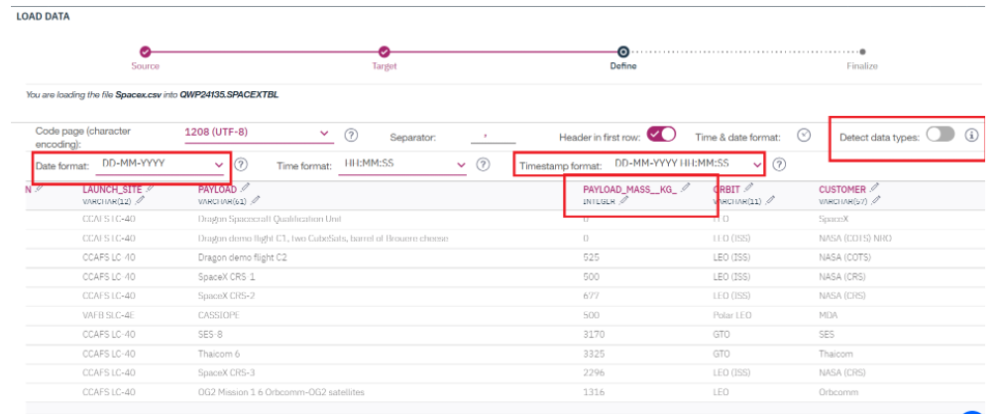 LOAD DATA
Source Target Define Finalize
You are loading the file Spacex.csv into QWP24135.SPACEXTBL
Code page (character encoding): 1208 (UTF-8) ? Separator: , Header in first row: Time & date format: Detect data types: i
Date format: DD-MM-YYYY ? Time format: HH:MM:SS ? Timestamp format: DD-MM-YYYY HH:MM:SS ?
N LAUNCH_SITE PAYLOAD PAYLOAD_MASS__KG_ ORBIT CUSTOMER
VARCHAR(12) VARCHAR(61) INTEGER VARCHAR(11) VARCHAR(57)
CCAFS LC-40 Dragon Spacecraft Qualification Unit 0 LEO SpaceX
CCAFS LC-40 Dragon demo flight C1, two CubeSats, barrel of Brouere cheese 0 LEO (ISS) NASA (COTS) NRO
CCAFS LC-40 Dragon demo flight C2 525 LEO (ISS) NASA (COTS)
CCAFS LC-40 SpaceX CRS-1 500 LEO (ISS) NASA (CRS)
CCAFS LC-40 SpaceX CRS-2 677 LEO (ISS) NASA (CRS)
VAFB SLC-4E CASSIOPE 500 Polar LEO MDA
CCAFS LC-40 SES-8 3170 GTO SES
CCAFS LC-40 Thaicom 6 3325 GTO Thaicom
CCAFS LC-40 SpaceX CRS-3 2296 LEO (ISS) NASA (CRS)
CCAFS LC-40 OG2 Mission 1 6 Orbcomm-OG2 satellites 1316 LEO Orbcomm